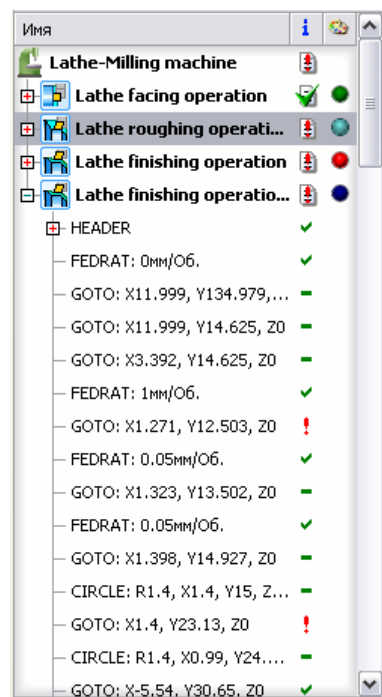 Имя
Lathe-Milling machine
Lathe facing operation
Lathe roughing operati...
Lathe finishing operation
Lathe finishing operatio...
HEADER
FEDRAT: 0мм/Об.
GOTO: X11.999, Y134.979,...
GOTO: X11.999, Y14.625, Z0
GOTO: X3.392, Y14.625, Z0
FEDRAT: 1мм/Об.
GOTO: X1.271, Y12.503, Z0
FEDRAT: 0.05мм/Об.
GOTO: X1.323, Y13.502, Z0
FEDRAT: 0.05мм/Об.
GOTO: X1.398, Y14.927, Z0
CIRCLE: R1.4, X1.4, Y15, Z...
GOTO: X1.4, Y23.13, Z0
CIRCLE: R1.4, X0.99, Y24....
GOTO: X-5.54, Y30.65, Z0